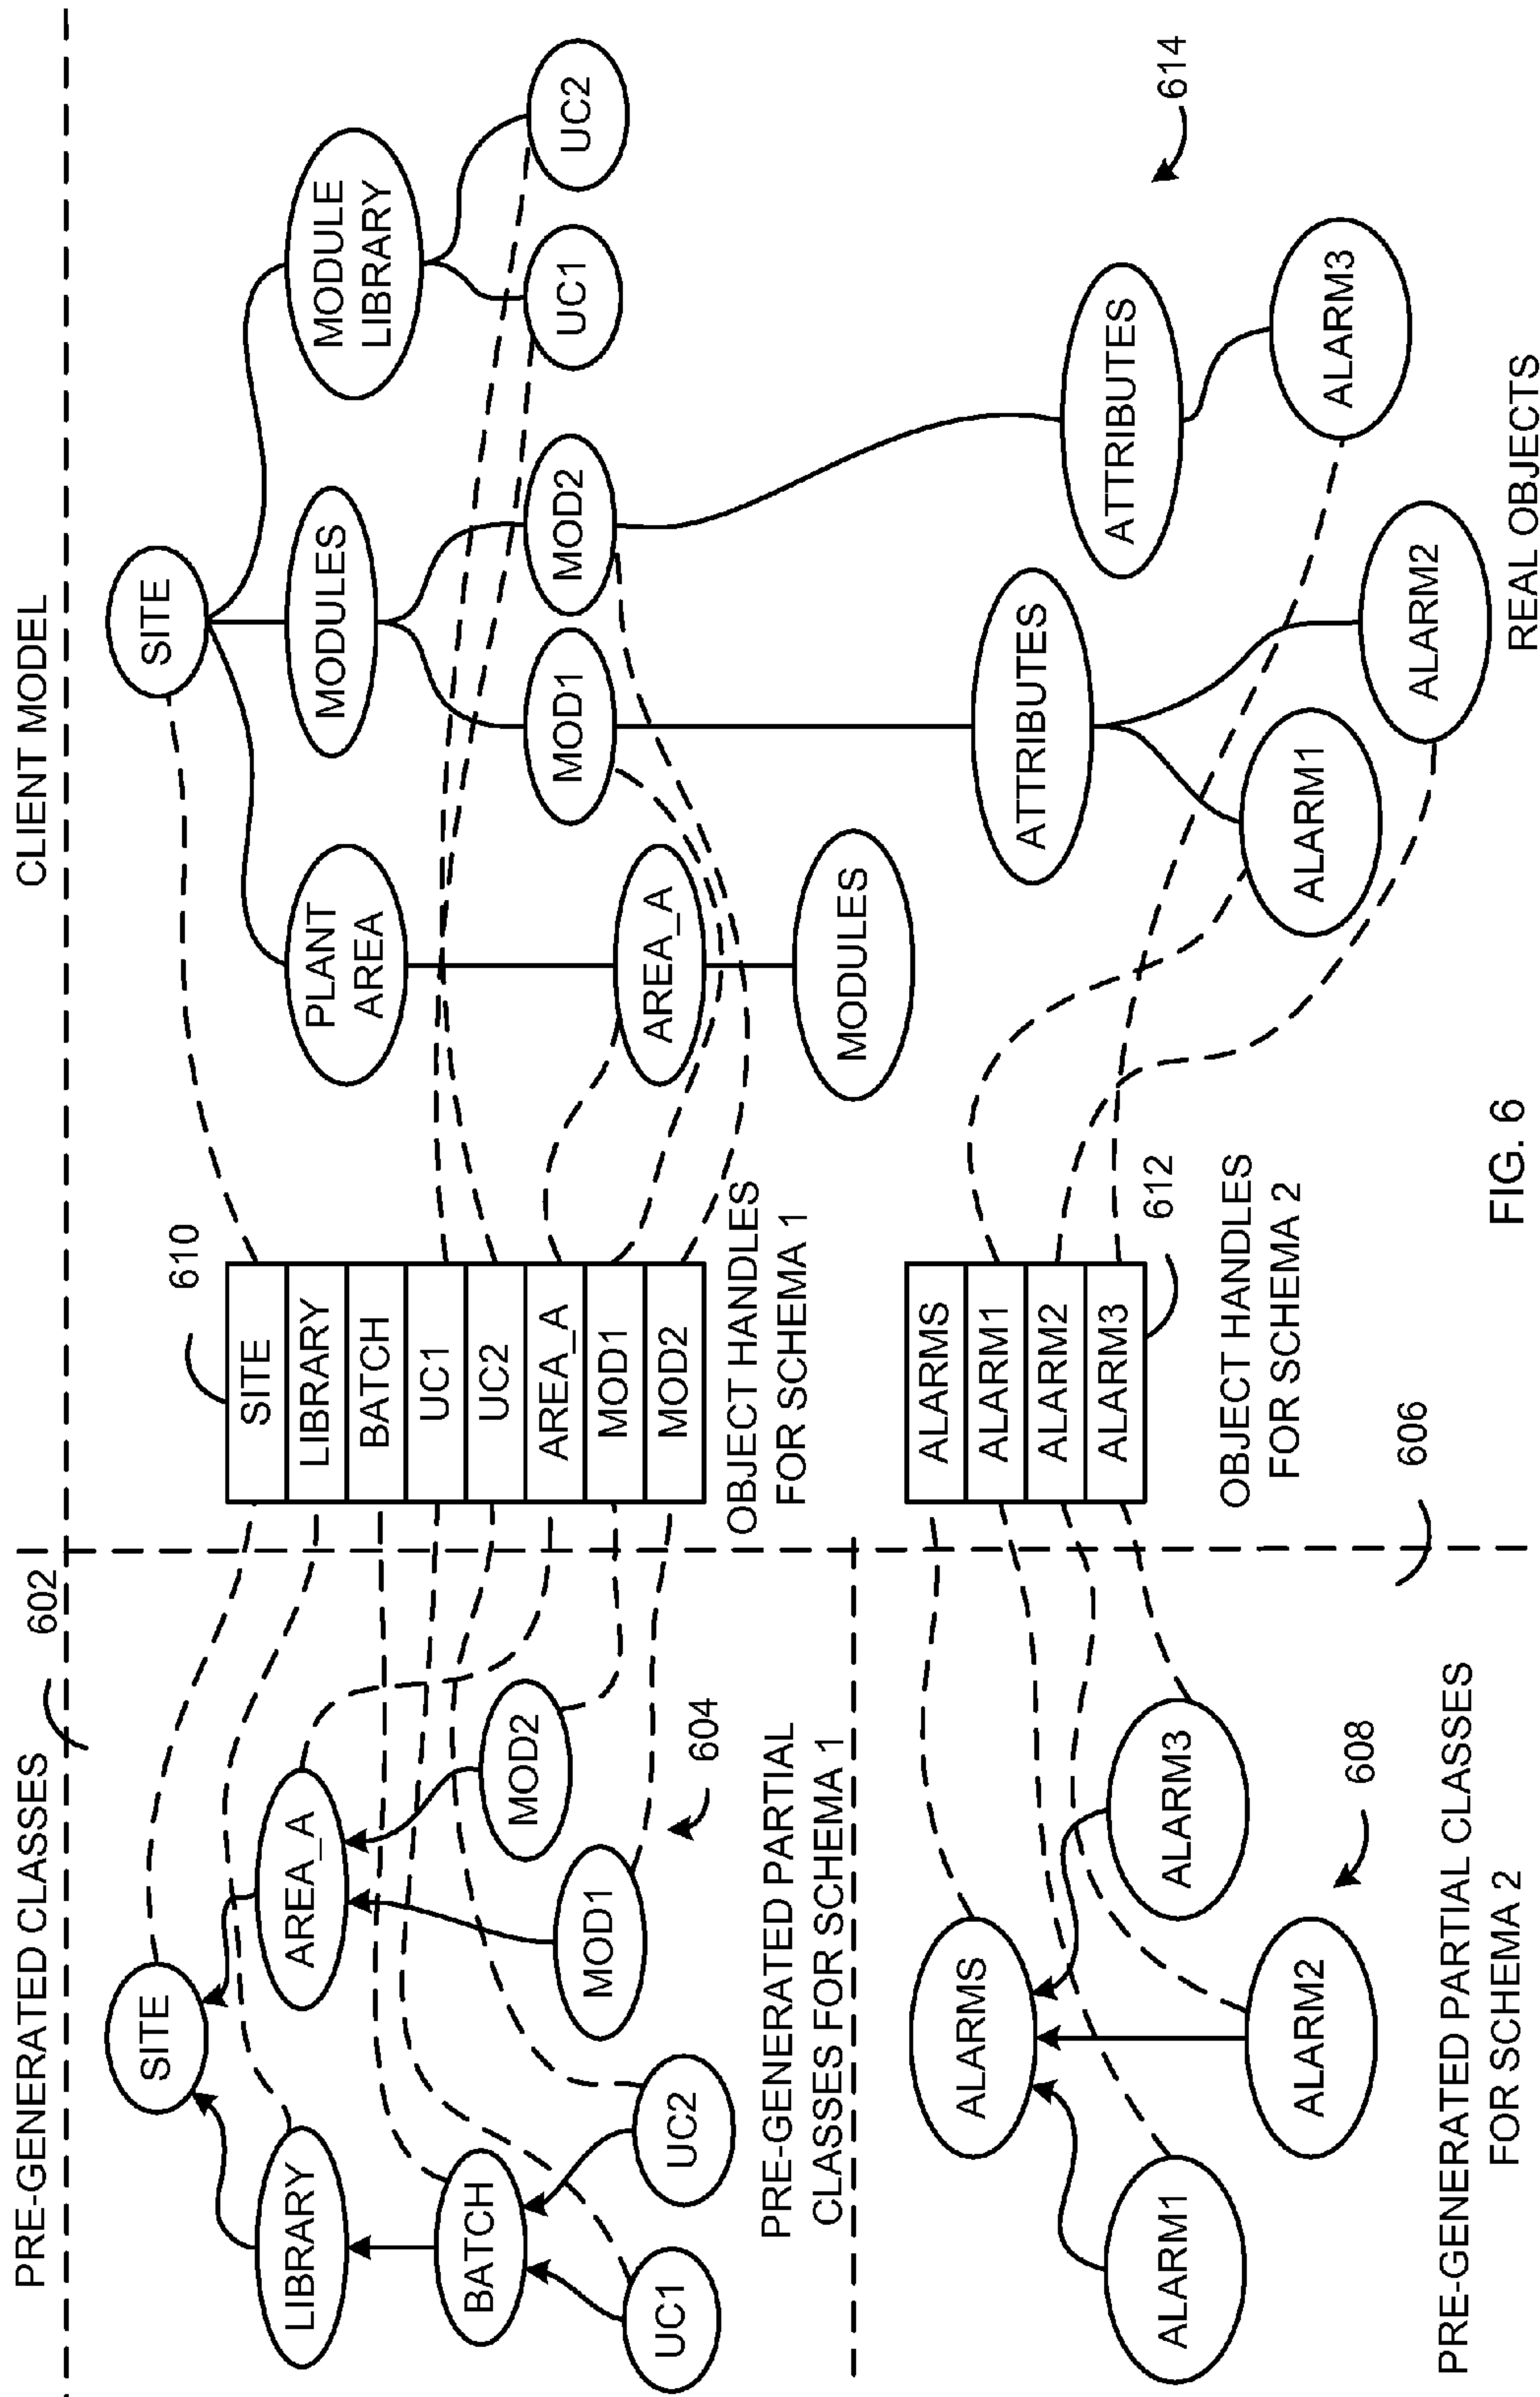 PRE-GENERATED CLASSES
602
CLIENT MODEL
SITE
LIBRARY
AREA_A
BATCH
MOD2
MOD1
UC1
UC2
604
PRE-GENERATED PARTIAL
CLASSES FOR SCHEMA 1
610
SITE
LIBRARY
BATCH
UC1
UC2
AREA_A
MOD1
MOD2
OBJECT HANDLES
FOR SCHEMA 1
SITE
PLANT
AREA
MODULES
MODULE
LIBRARY
MOD1
MOD2
UC1
UC2
AREA_A
MODULES
ALARMS
ALARM1
ALARM3
ALARM2
608
PRE-GENERATED PARTIAL CLASSES
FOR SCHEMA 2
ALARMS
ALARM1
ALARM2
ALARM3
612
OBJECT HANDLES
FOR SCHEMA 2
606
ATTRIBUTES
ATTRIBUTES
614
ALARM1
ALARM2
ALARM3
REAL OBJECTS
FIG. 6